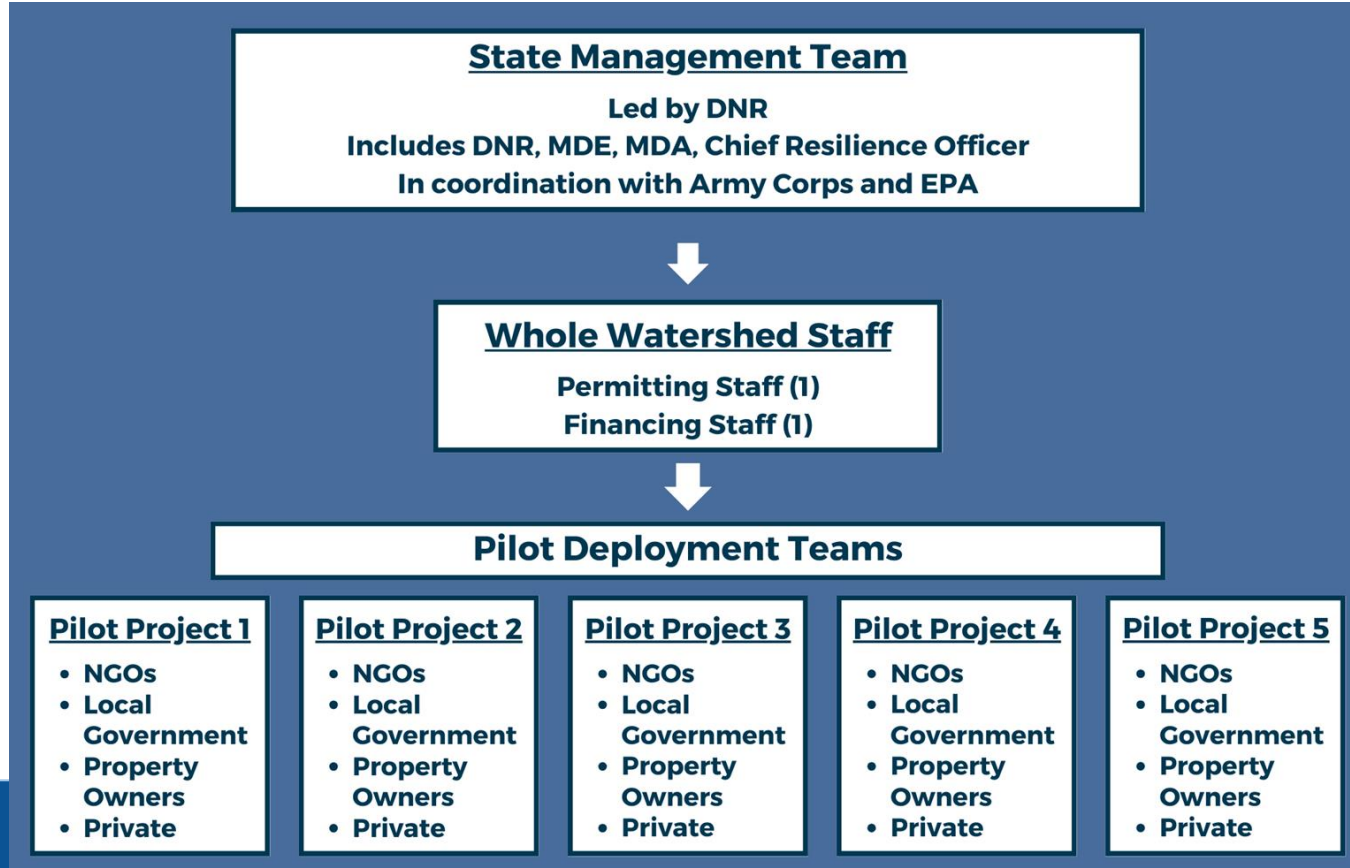 State Management Team
Led by DNR
Includes DNR, MDE, MDA, Chief Resilience Officer
In coordination with Army Corps and EPA
Whole Watershed Staff
Permitting Staff (1)
Financing Staff (1)
Pilot Deployment Teams
Pilot Project 1
• NGOs
• Local
Government
• Property
Owners
• Private
Pilot Project 2
• NGOs
• Local
Government
• Property
Owners
• Private
Pilot Project 3
• NGOs
• Local
Government
• Property
Owners
• Private
Pilot Project 4
• NGOs
• Local
Government
• Property
Owners
• Private
Pilot Project 5
• NGOs
• Local
Government
• Property
Owners
• Private